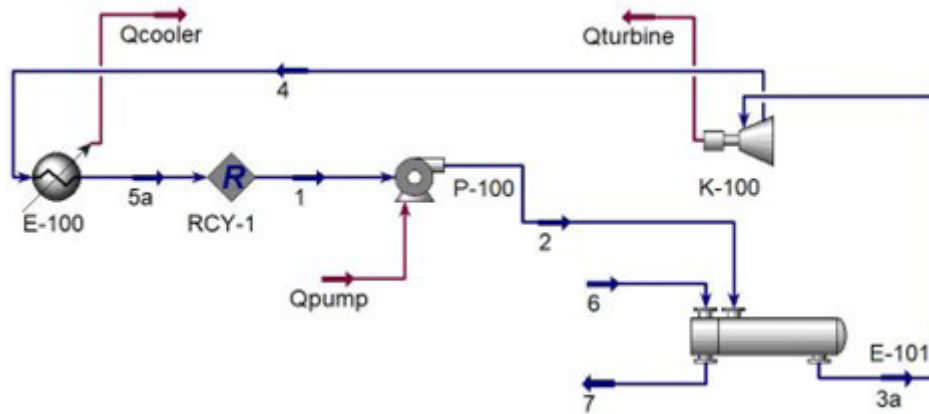 Qcooler
Qturbine
4
K-100
E-100
5a
R
RCY-1
1
P-100
2
Qpump
6
E-101
7
3a